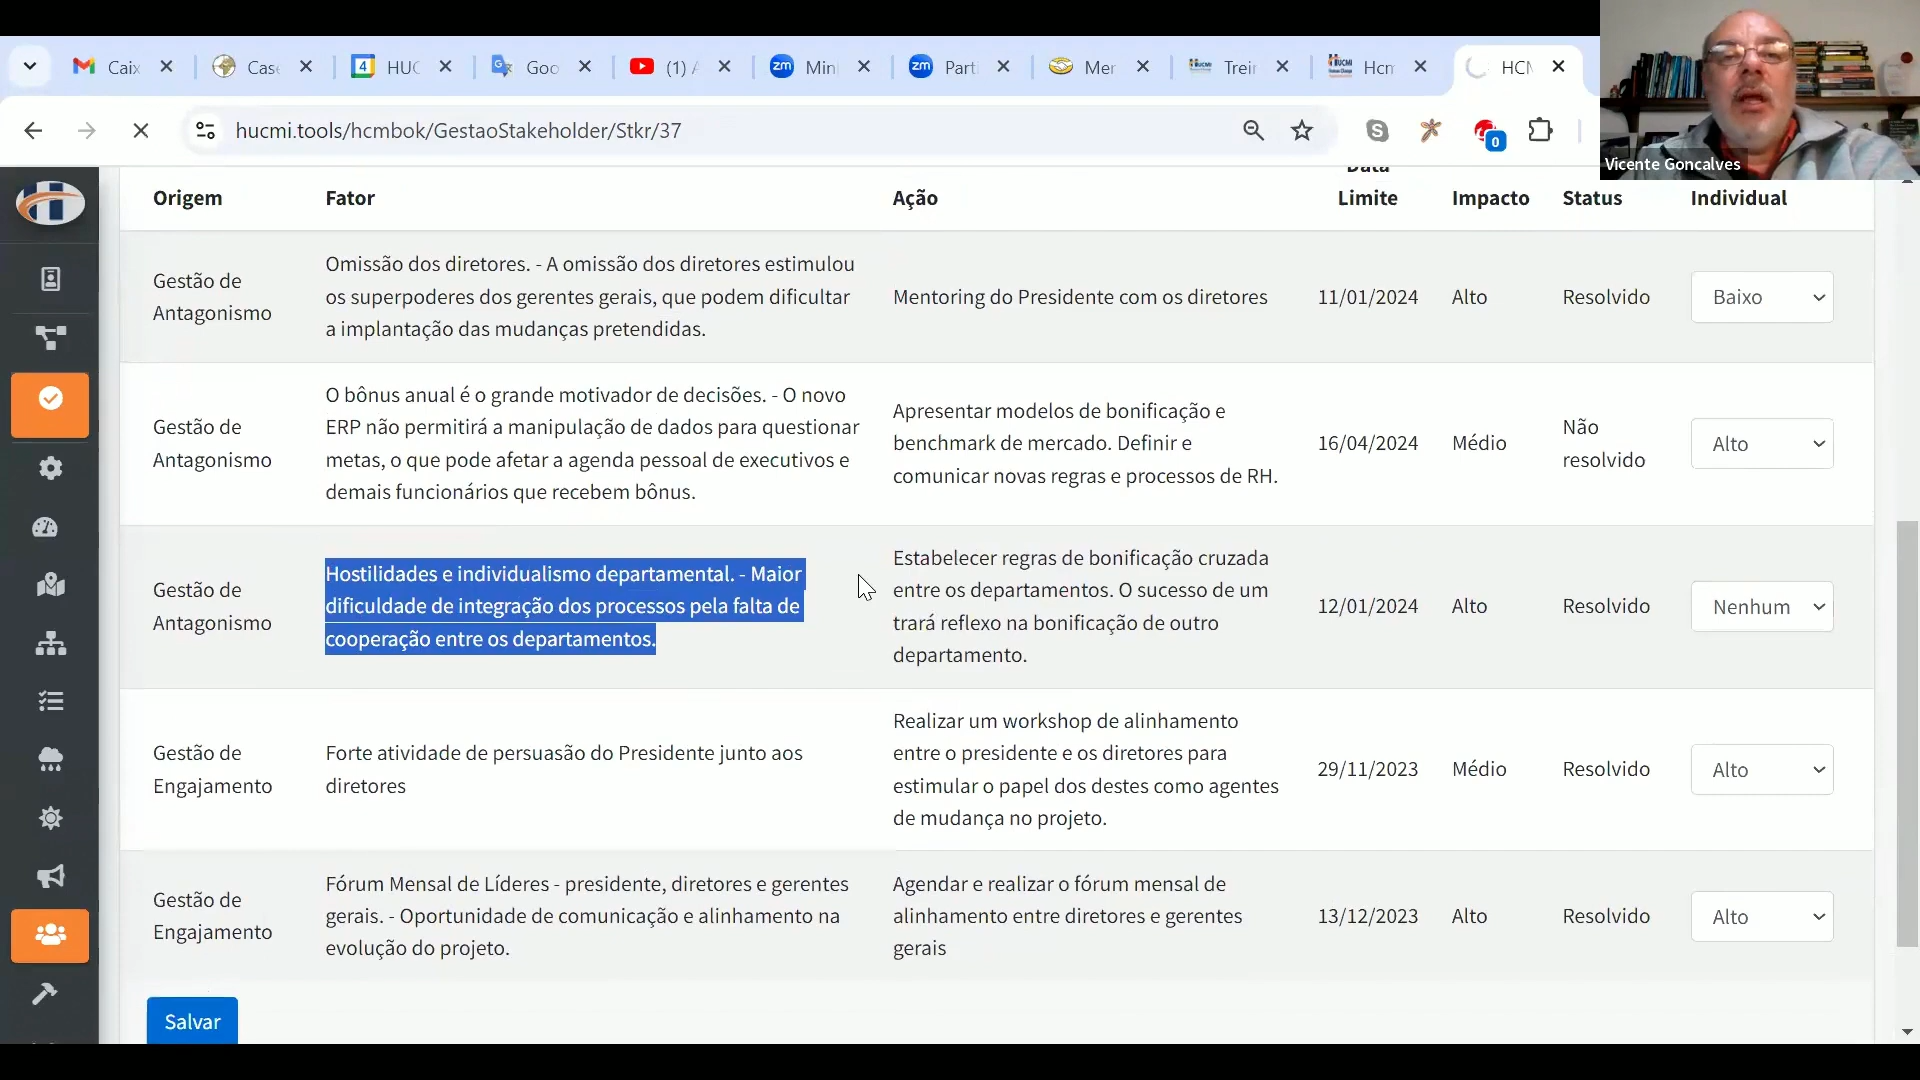 Caix
Cas
4
HUC
Goo
(1) A
zm
Mini
zm
Parti
Mer
Trei
Hcm
HCM
hucmi.tools/hcmbok/GestaoStakeholder/Stkr/37
0
Vicente Goncalves
Origem
Fator
Ação
Data
Limite
Impacto
Status
Individual
Gestão de
Antagonismo
Omissão dos diretores. - A omissão dos diretores estimulou
os superpoderes dos gerentes gerais, que podem dificultar
a implantação das mudanças pretendidas.
Mentoring do Presidente com os diretores
11/01/2024
Alto
Resolvido
Baixo
Gestão de
Antagonismo
O bônus anual é o grande motivador de decisões. - O novo
ERP não permitirá a manipulação de dados para questionar
metas, o que pode afetar a agenda pessoal de executivos e
demais funcionários que recebem bônus.
Apresentar modelos de bonificação e
benchmark de mercado. Definir e
comunicar novas regras e processos de RH.
16/04/2024
Médio
Não
resolvido
Alto
Gestão de
Antagonismo
Hostilidades e individualismo departamental. - Maior
dificuldade de integração dos processos pela falta de
cooperação entre os departamentos.
Estabelecer regras de bonificação cruzada
entre os departamentos. O sucesso de um
trará reflexo na bonificação de outro
departamento.
12/01/2024
Alto
Resolvido
Nenhum
Gestão de
Engajamento
Forte atividade de persuasão do Presidente junto aos
diretores
Realizar um workshop de alinhamento
entre o presidente e os diretores para
estimular o papel dos destes como agentes
de mudança no projeto.
29/11/2023
Médio
Resolvido
Alto
Gestão de
Engajamento
Fórum Mensal de Líderes - presidente, diretores e gerentes
gerais. - Oportunidade de comunicação e alinhamento na
evolução do projeto.
Agendar e realizar o fórum mensal de
alinhamento entre diretores e gerentes
gerais
13/12/2023
Alto
Resolvido
Alto
Salvar